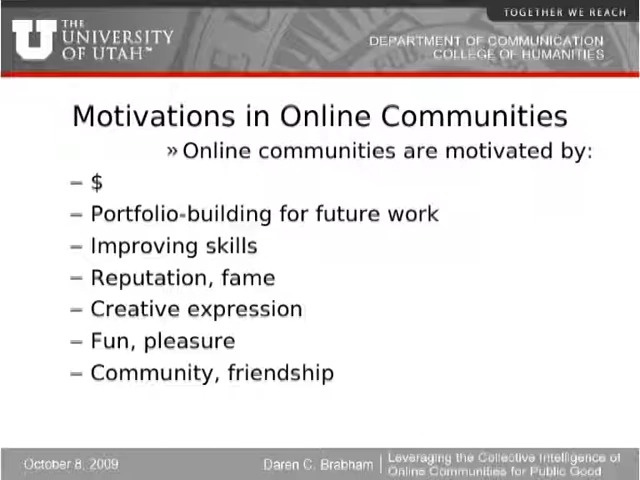 TOGETHER WE REACH
THE
UNIVERSITY
OF UTAH™
DEPARTMENT OF COMMUNICATION
COLLEGE OF HUMANITIES
Motivations in Online Communities
» Online communities are motivated by:
– $
– Portfolio-building for future work
– Improving skills
– Reputation, fame
– Creative expression
– Fun, pleasure
– Community, friendship
October 8, 2009
Daren C. Brabham
Leveraging the Collective Intelligence of
Online Communities for Public Good